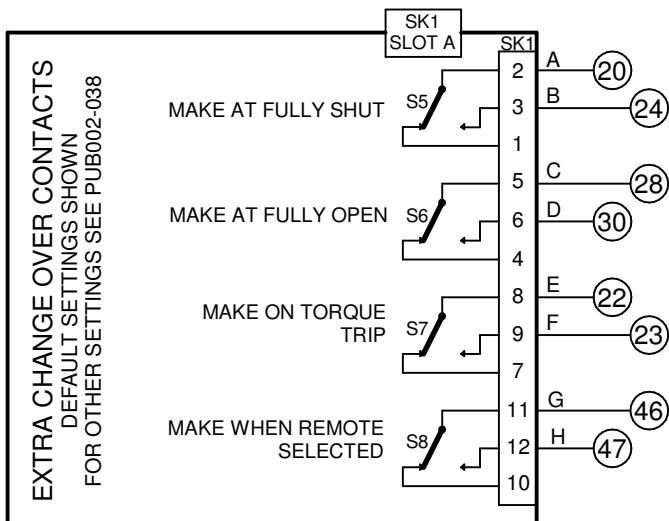 SK1
SLOT A
SK1
EXTRA CHANGE OVER CONTACTS
DEFAULT SETTINGS SHOWN
FOR OTHER SETTINGS SEE PUB002-038
MAKE AT FULLY SHUT
S5
2 A 20
3 B 24
1
MAKE AT FULLY OPEN
S6
5 C 28
6 D 30
4
MAKE ON TORQUE
TRIP
S7
8 E 22
9 F 23
7
MAKE WHEN REMOTE
SELECTED
S8
11 G 46
12 H 47
10